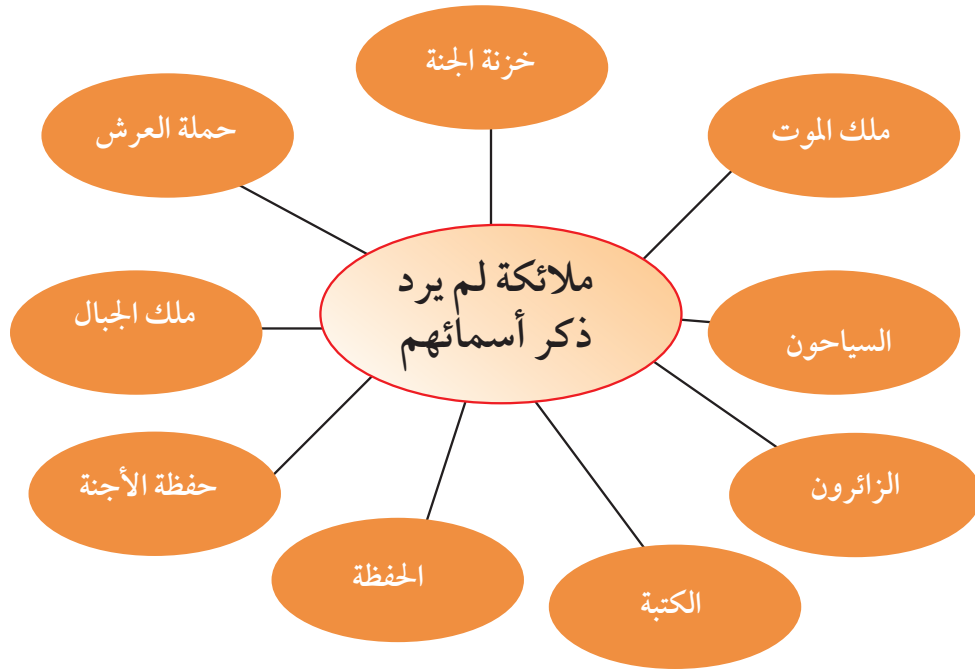 خزنة الجنة
ملك الموت
حملة العرش
ملائكة لم يرد
ذكر أسمائهم
السياحون
ملك الجبال
الزائرون
حفظة الأجنة
الكتبة
الحفظة